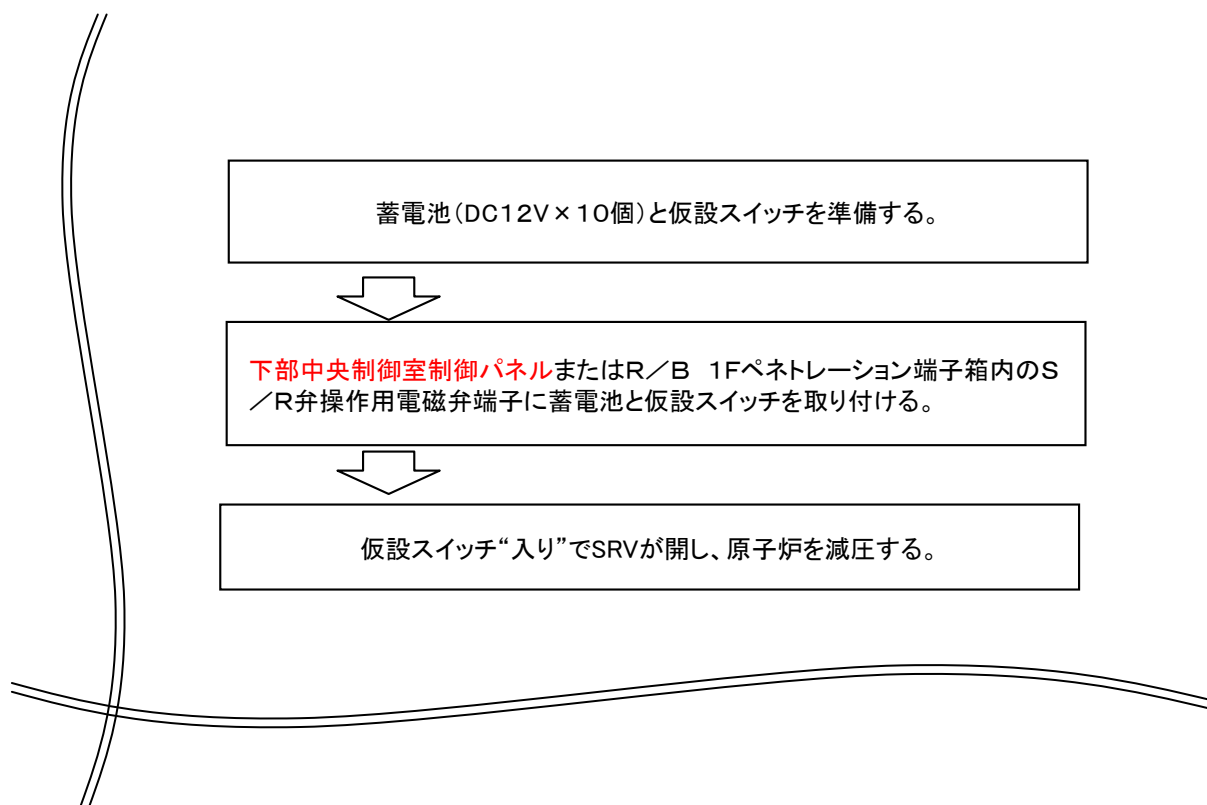 蓄電池（DC１２V×１０個）と仮設スイッチを準備する。
下部中央制御室制御パネルまたはR／B　１Fペネトレーション端子箱内のS
／R弁操作用電磁弁端子に蓄電池と仮設スイッチを取り付ける。
仮設スイッチ“入り”でSRVが開し、原子炉を減圧する。